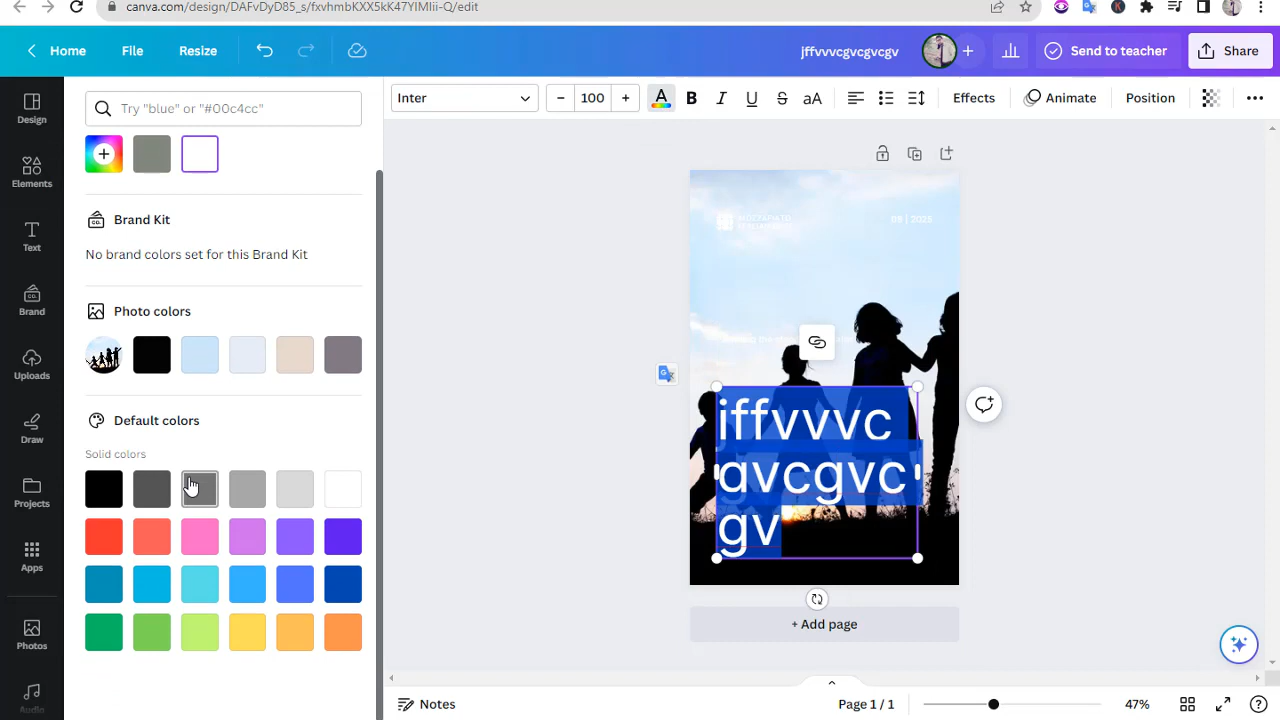 canva.com/design/DAFvDyD85_s/fxvhmbKXX5kK47YIMIii-Q/edit
Home File Resize jffvvvcgvcgvcgv + Send to teacher Share
Try "blue" or "#00c4cc"
Inter – 100 + A B I U S aA Effects Animate Position
Design
Elements
Text
Brand
Uploads
Draw
Projects
Apps
Photos
Audio
+
Brand Kit
No brand colors set for this Brand Kit
Photo colors
Default colors
Solid colors
09 | 2025
jffvvvc
gvcgvc
gv
+ Add page
Notes Page 1 / 1 47%